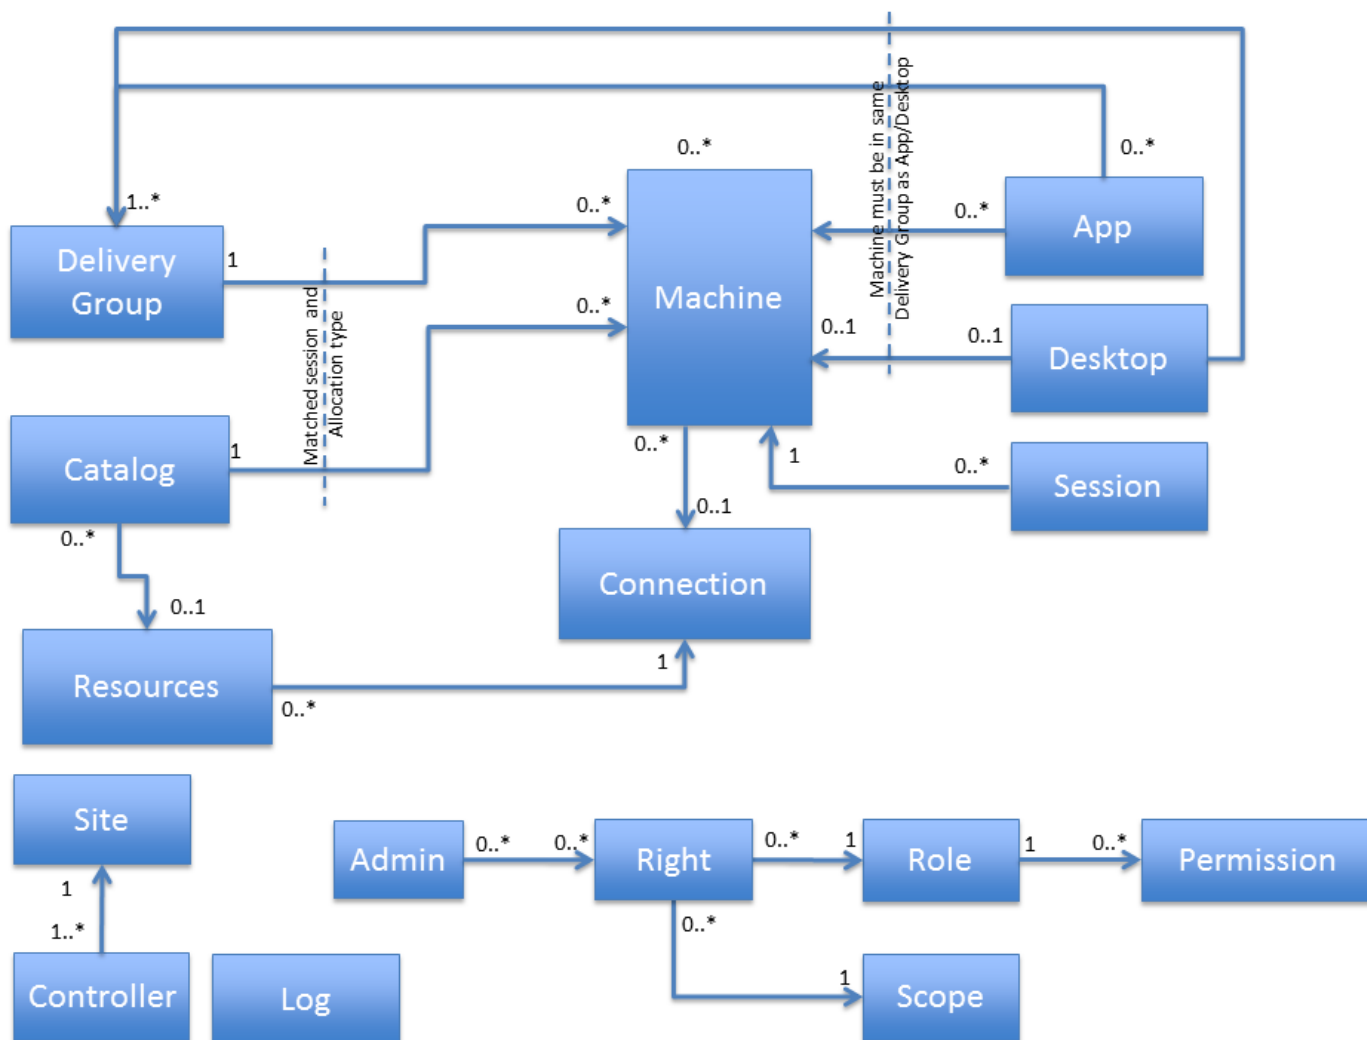 0..*
0..*
1..*
0..*
0..*
Delivery
Group
1
Machine
App
Machine must be in same
Delivery Group as App/Desktop
Matched session and
Allocation type
0..*
0..1
0..1
Desktop
Catalog
1
0..*
1
0..*
Session
0..*
0..1
0..1
Connection
Resources
0..*
1
Site
1
1..*
Controller
Log
Admin
0..*
0..*
Right
0..*
1
Role
1
0..*
Permission
0..*
1
Scope